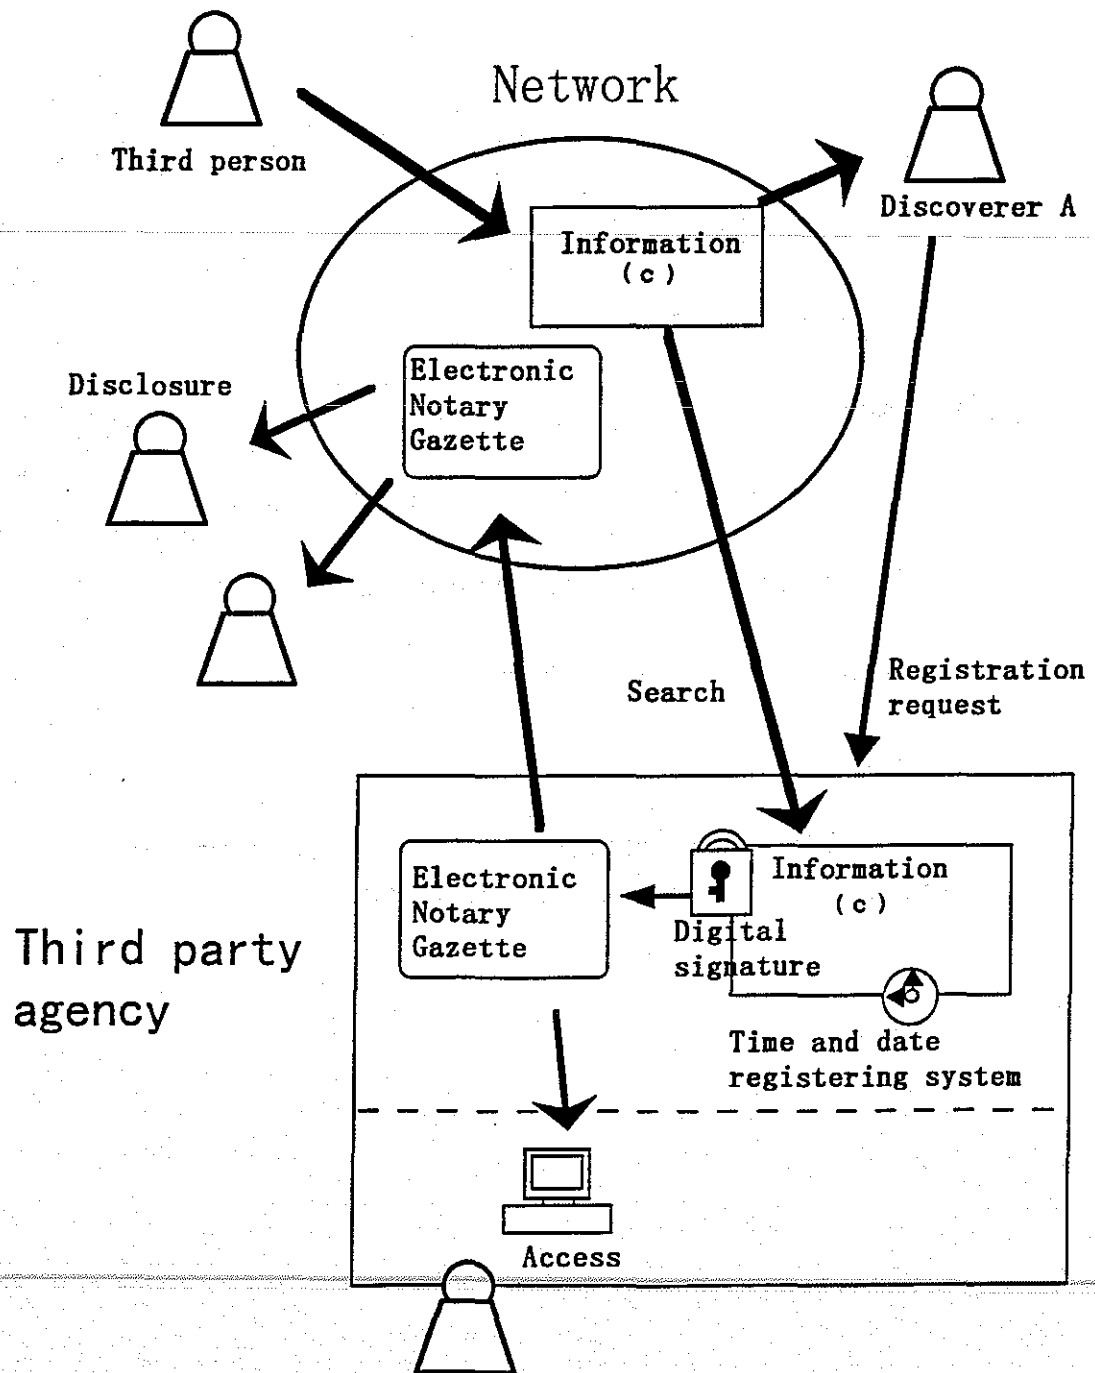 Network
Third person
Discoverer A
Information
(c)
Disclosure
Electronic
Notary
Gazette
Search
Registration
request
Electronic
Notary
Gazette
Information
(c)
Digital
signature
Third party
agency
Time and date
registering system
Access